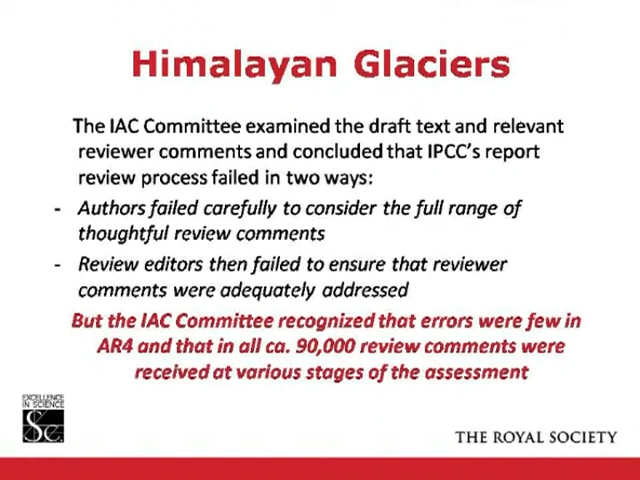 Himalayan Glaciers
The IAC Committee examined the draft text and relevant
reviewer comments and concluded that IPCC's report
review process failed in two ways:
- Authors failed carefully to consider the full range of
thoughtful review comments
- Review editors then failed to ensure that reviewer
comments were adequately addressed
But the IAC Committee recognized that errors were few in
AR4 and that in all ca. 90,000 review comments were
received at various stages of the assessment
EXCELLENCE
IN SCIENCE
THE ROYAL SOCIETY